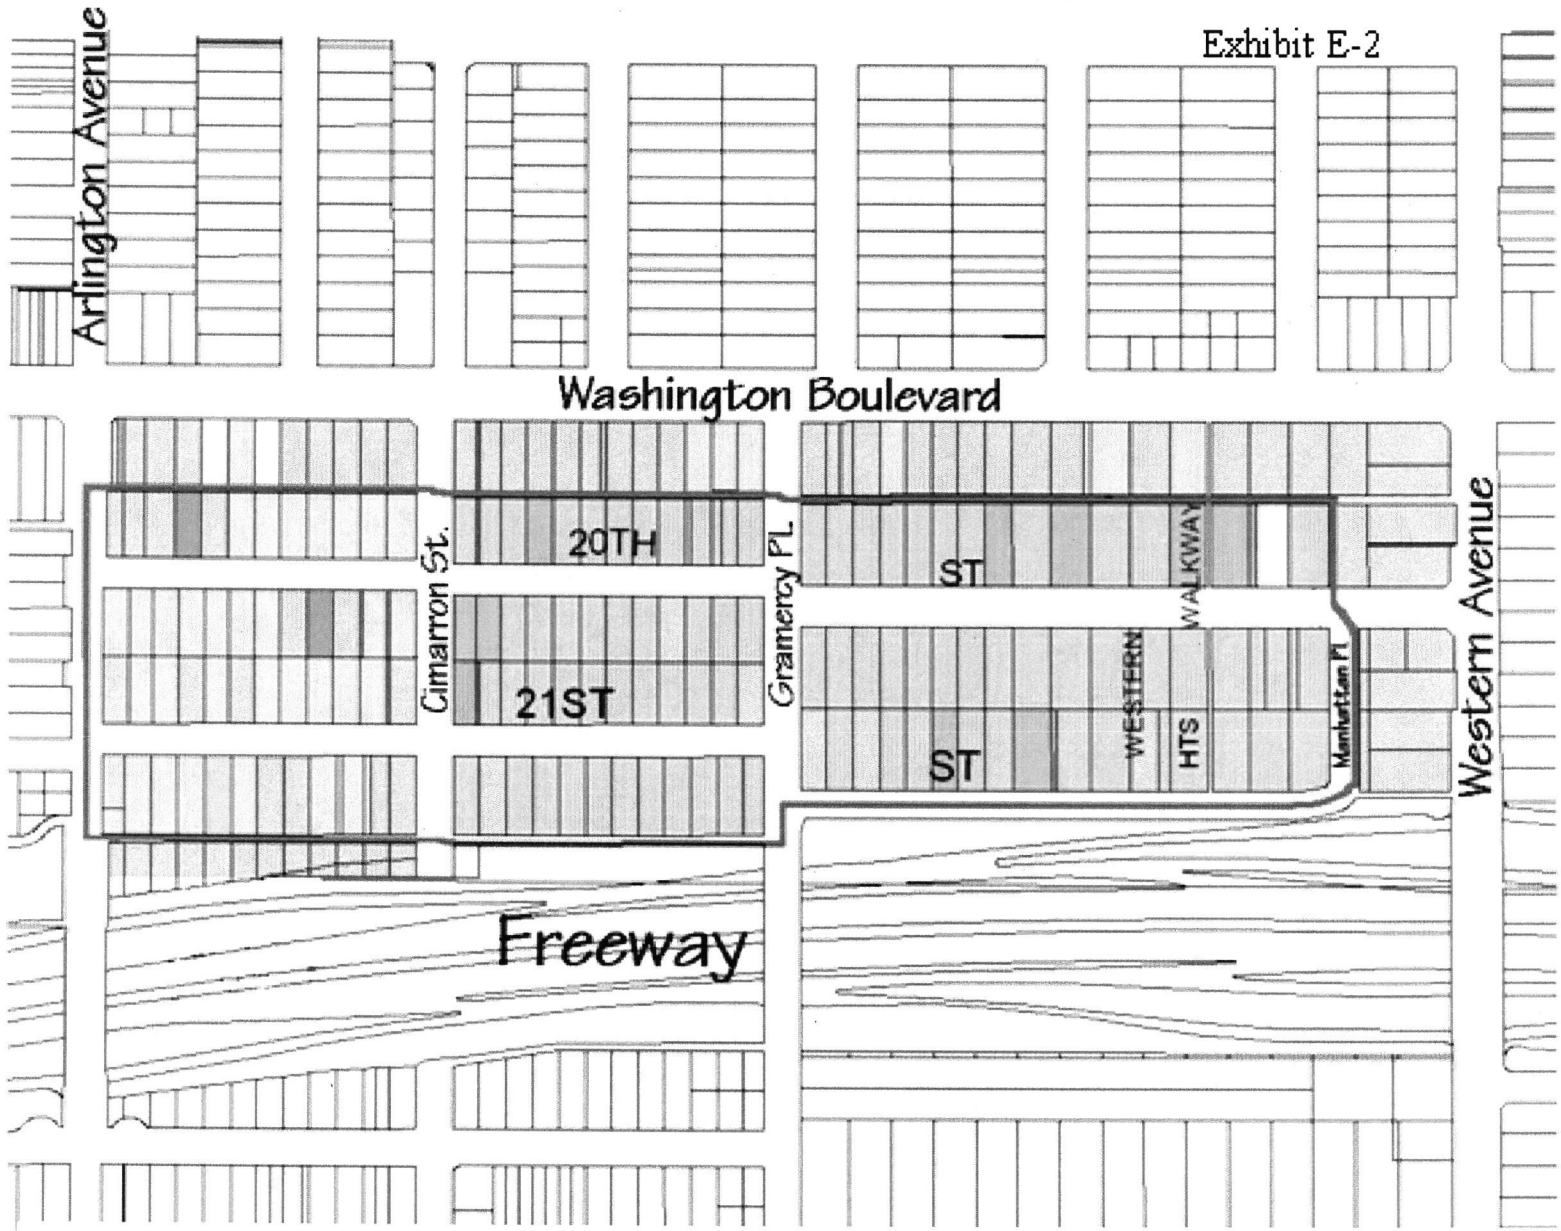 Exhibit E-2
Arlington Avenue
Washington Boulevard
20TH
ST
WALKWAY
Cimarron St.
Gramercy PL.
Western Avenue
21ST
ST
WESTERN
HTS
Manhattan Pl
Freeway